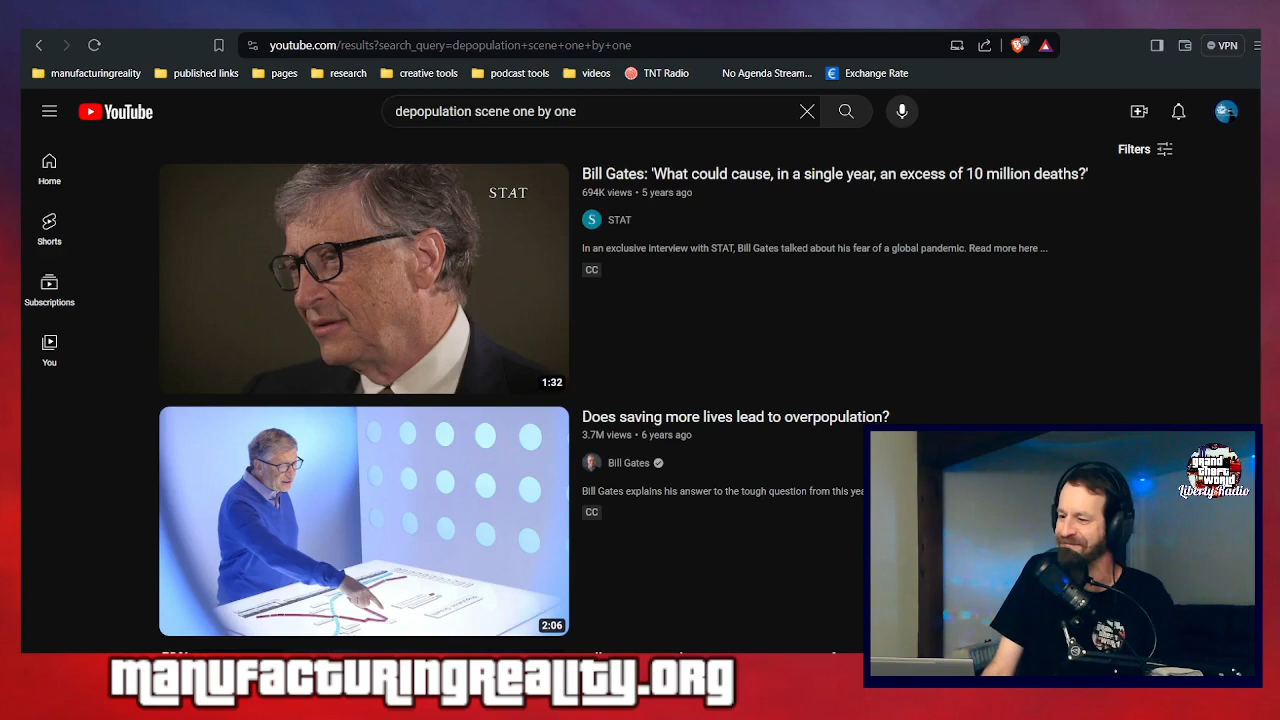 youtube.com/results?search_query=depopulation+scene+one+by+one
VPN
manufacturingreality
published links
pages
research
creative tools
podcast tools
videos
TNT Radio
No Agenda Stream...
Exchange Rate
YouTube
depopulation scene one by one
Filters
Home
Shorts
Subscriptions
You
STAT
1:32
Bill Gates: 'What could cause, in a single year, an excess of 10 million deaths?'
694K views • 5 years ago
S STAT
In an exclusive interview with STAT, Bill Gates talked about his fear of a global pandemic. Read more here ...
CC
2:06
Does saving more lives lead to overpopulation?
3.7M views • 6 years ago
Bill Gates
Bill Gates explains his answer to the tough question from this yea
CC
grand
theft
world
Liberty Radio
manufacturingreality.org